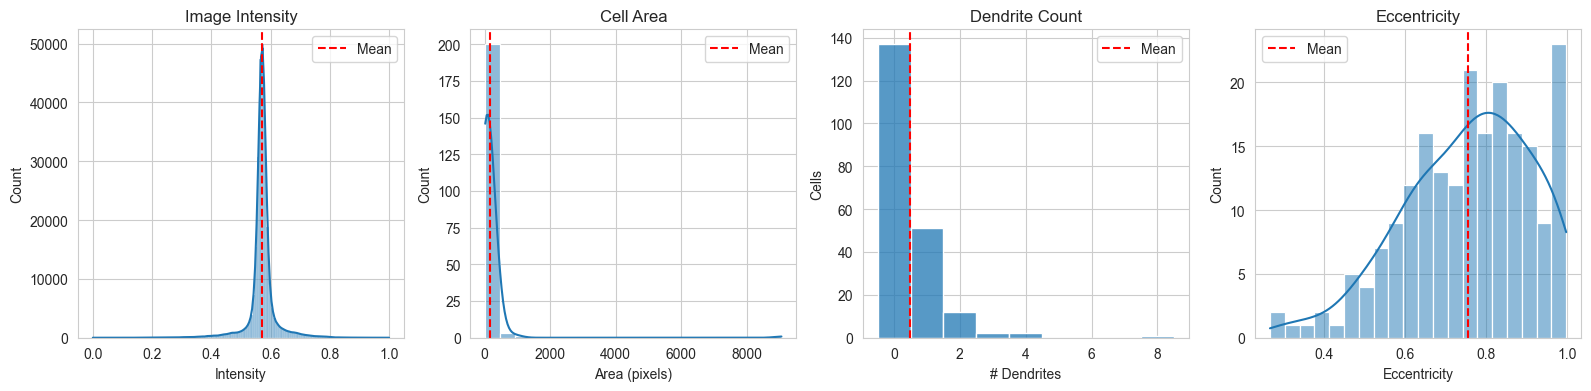 Image Intensity
Count
50000
40000
30000
20000
10000
0
Mean
0.0 0.2 0.4 0.6 0.8 1.0
Intensity
Cell Area
Count
200
175
150
125
100
75
50
25
0
Mean
0 2000 4000 6000 8000
Area (pixels)
Dendrite Count
Cells
140
120
100
80
60
40
20
0
Mean
0 2 4 6 8
# Dendrites
Eccentricity
Count
20
15
10
5
0
Mean
0.4 0.6 0.8 1.0
Eccentricity